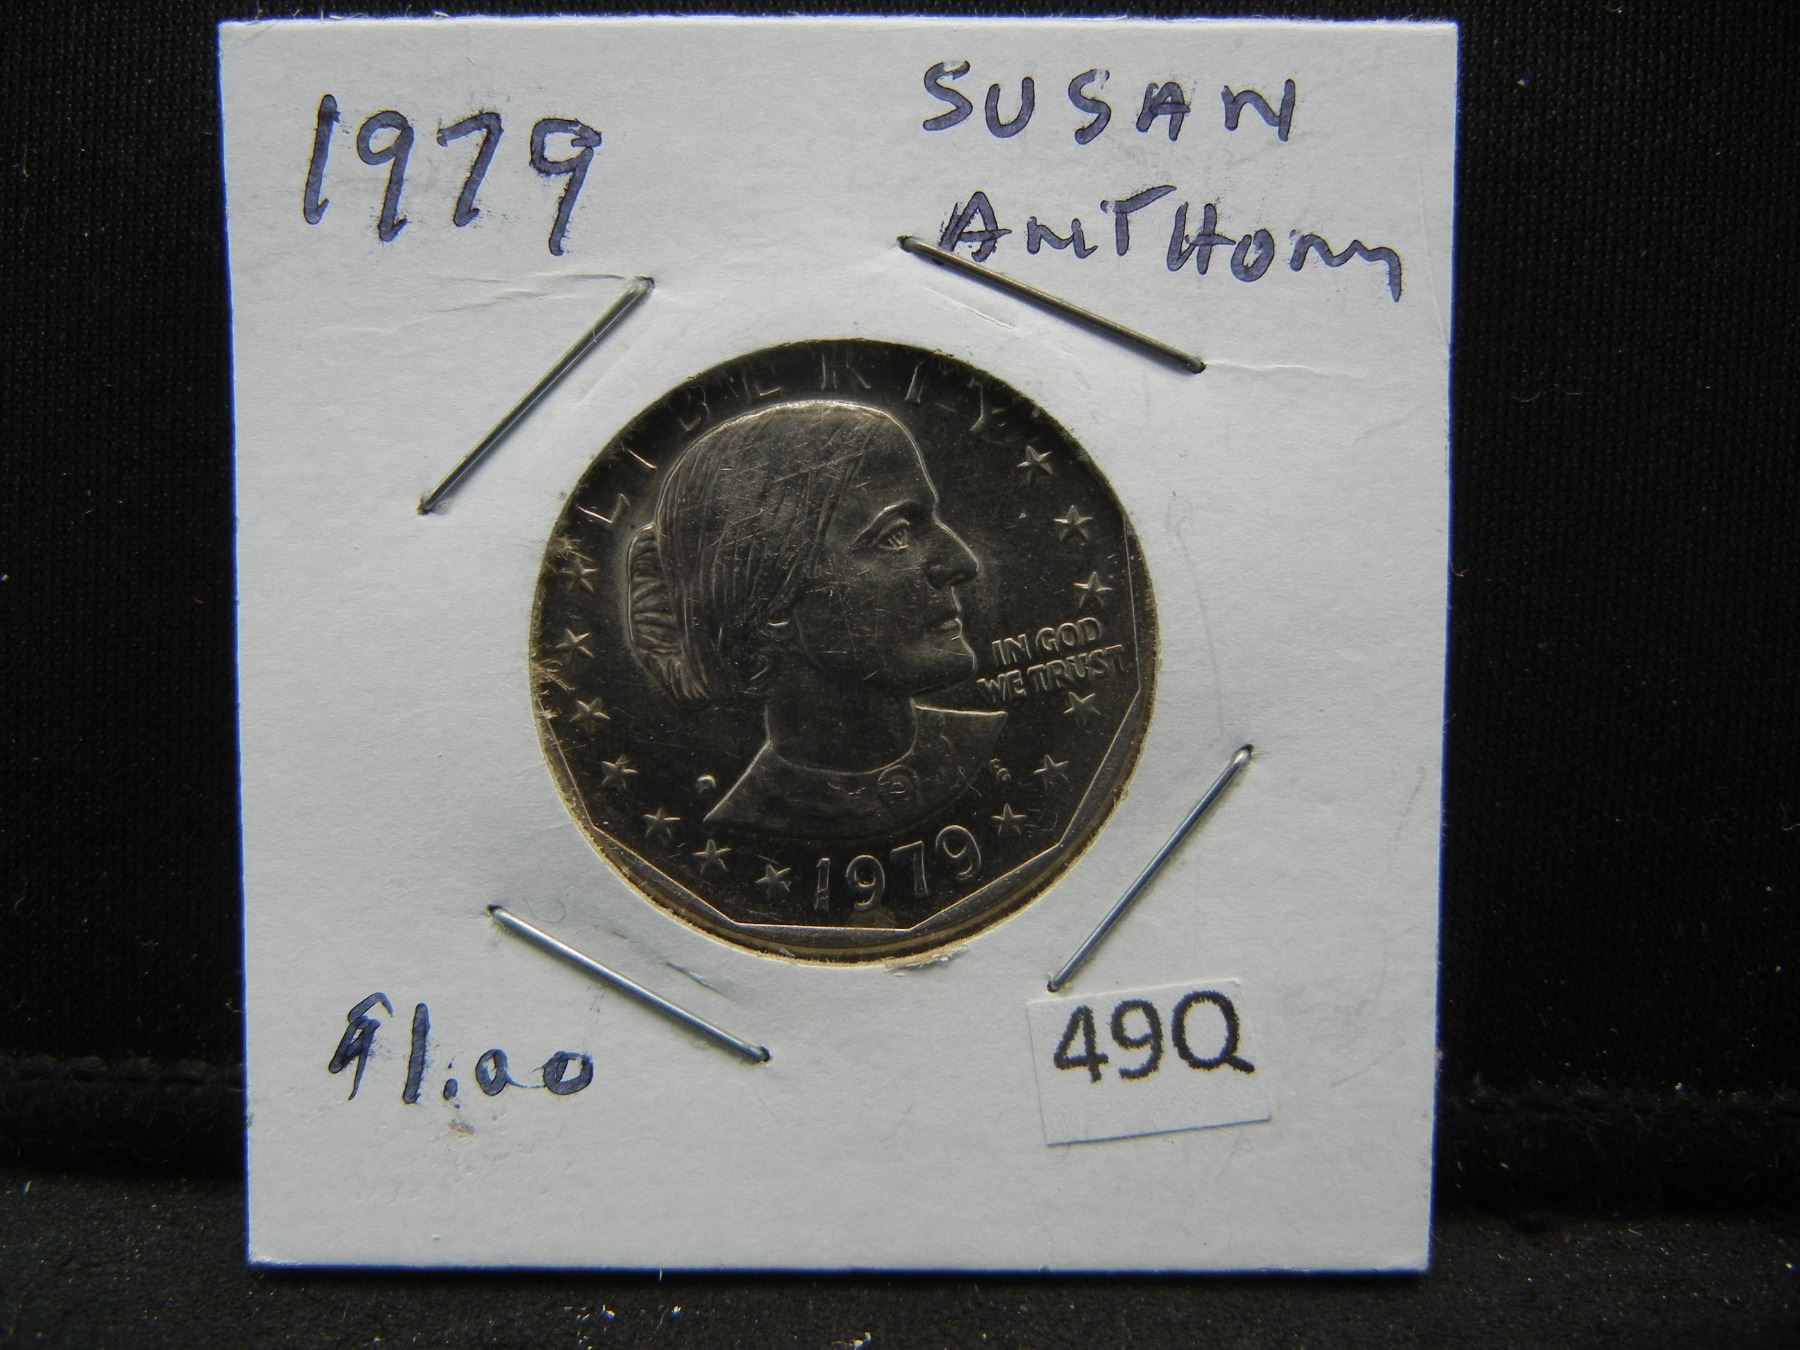 1979
SUSAN
ANTHONY
LIBERTY
IN GOD
WE TRUST
D
1979
$1.00
49Q